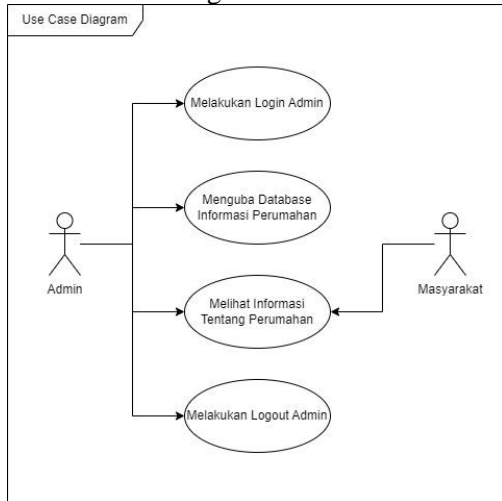 Use Case Diagram
Melakukan Login Admin
Menguba Database
Informasi Perumahan
Admin
Masyarakat
Melihat Informasi
Tentang Perumahan
Melakukan Logout Admin